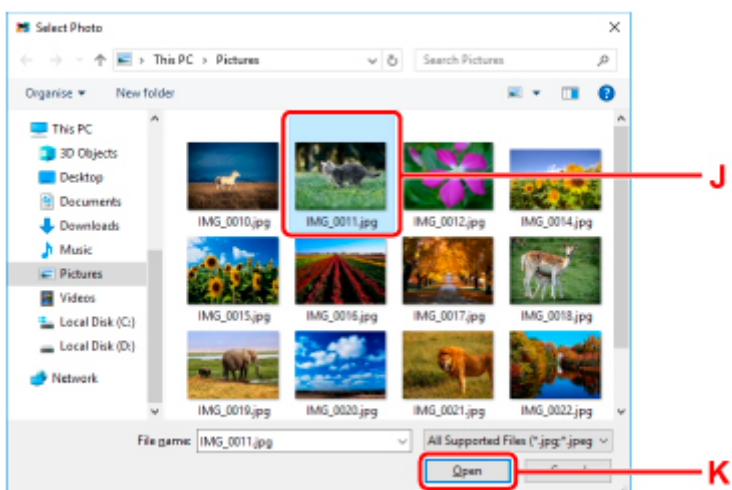 Select Photo
This PC > Pictures
Search Pictures
Organise
New folder
This PC
3D Objects
Desktop
Documents
Downloads
Music
Pictures
Videos
Local Disk (C:)
Local Disk (D:)
Network
IMG_0010.jpg IMG_0011.jpg IMG_0012.jpg IMG_0014.jpg
IMG_0015.jpg IMG_0016.jpg IMG_0017.jpg IMG_0018.jpg
IMG_0019.jpg IMG_0020.jpg IMG_0021.jpg IMG_0022.jpg
J
File name: IMG_0011.jpg All Supported Files (*.jpg;*.jpeg
Open
K